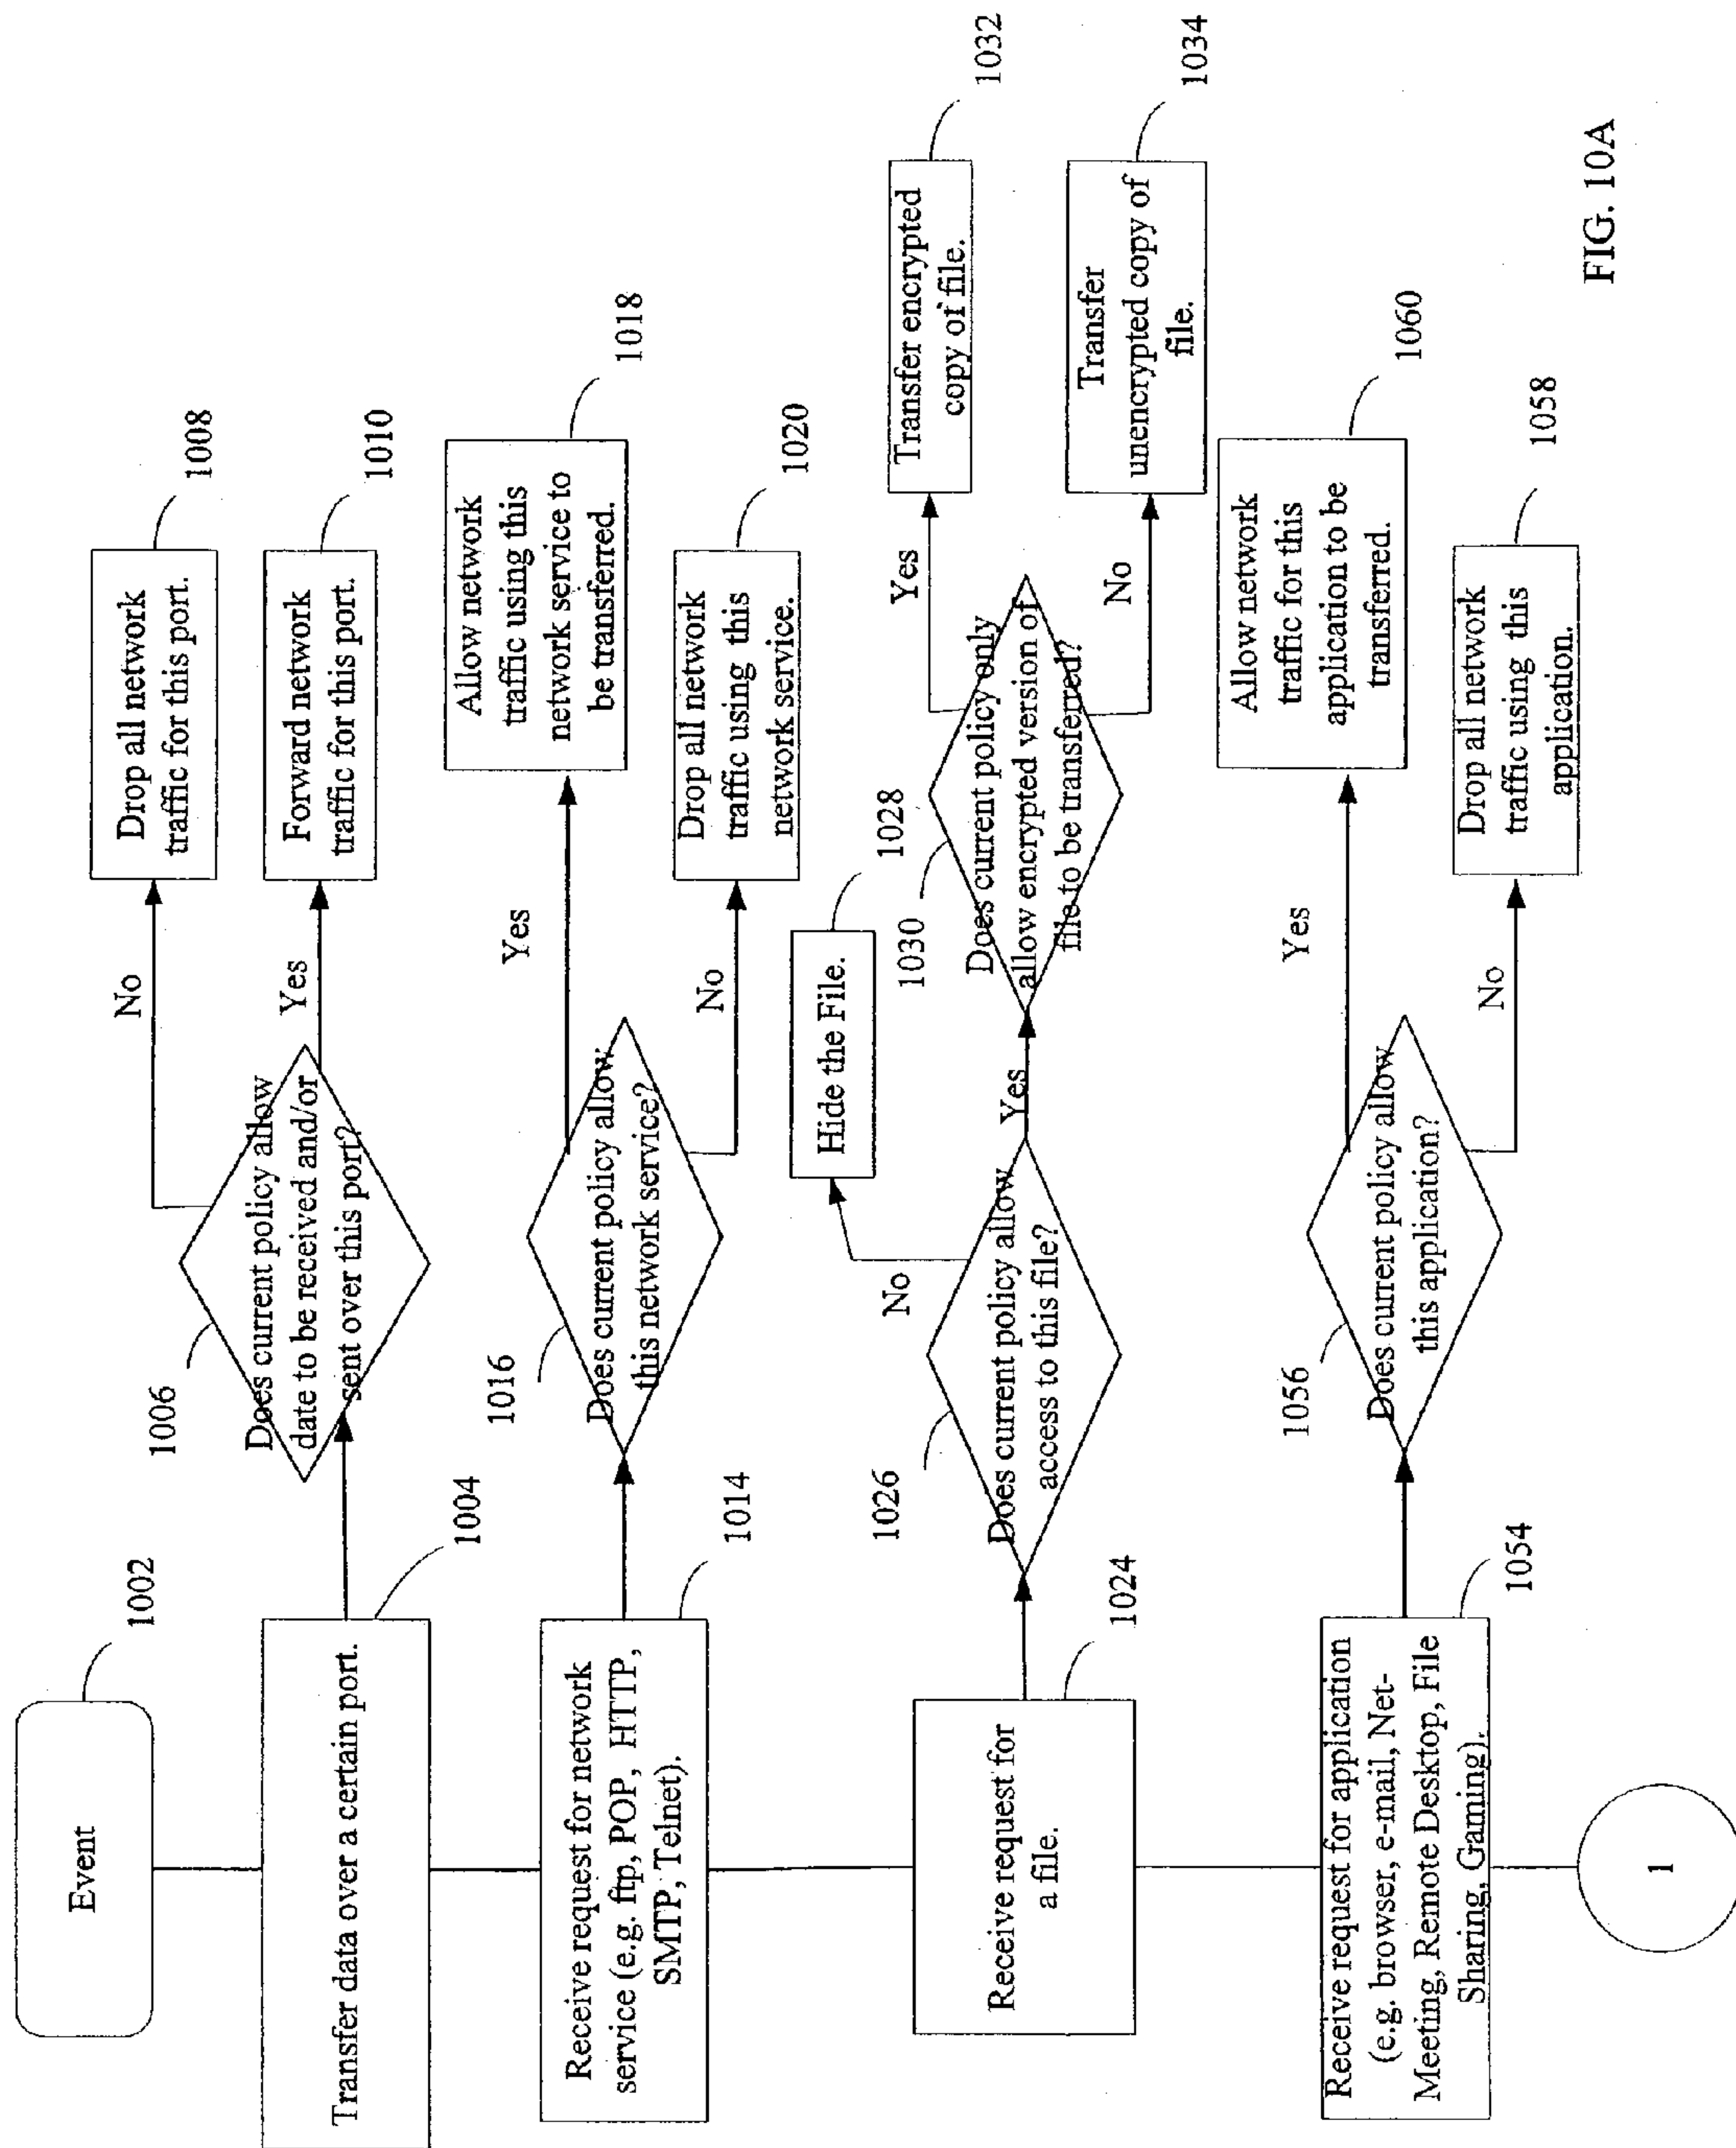 Event
1002
Transfer data over a certain port.
1004
Does current policy allow
date to be received and/or
sent over this port?
1006
No
Drop all network
traffic for this port.
1008
Yes
Forward network
traffic for this port.
1010
Receive request for network
service (e.g. ftp, POP, HTTP,
SMTP, Telnet).
1014
Does current policy allow
this network service?
1016
Yes
Allow network
traffic using this
network service to
be transferred.
1018
No
Drop all network
traffic using this
network service.
1020
Receive request for
a file.
1024
Does current policy allow
access to this file?
1026
No
Hide the File.
1028
Yes
Does current policy only
allow encrypted version of
file to be transferred?
1030
Yes
Transfer encrypted
copy of file.
1032
No
Transfer
unencrypted copy of
file.
1034
Receive request for application
(e.g. browser, e-mail, Net-
Meeting, Remote Desktop, File
Sharing, Gaming).
1054
Does current policy allow
this application?
1056
Yes
Allow network
traffic for this
application to be
transferred.
1060
No
Drop all network
traffic using this
application.
1058
1
FIG. 10A